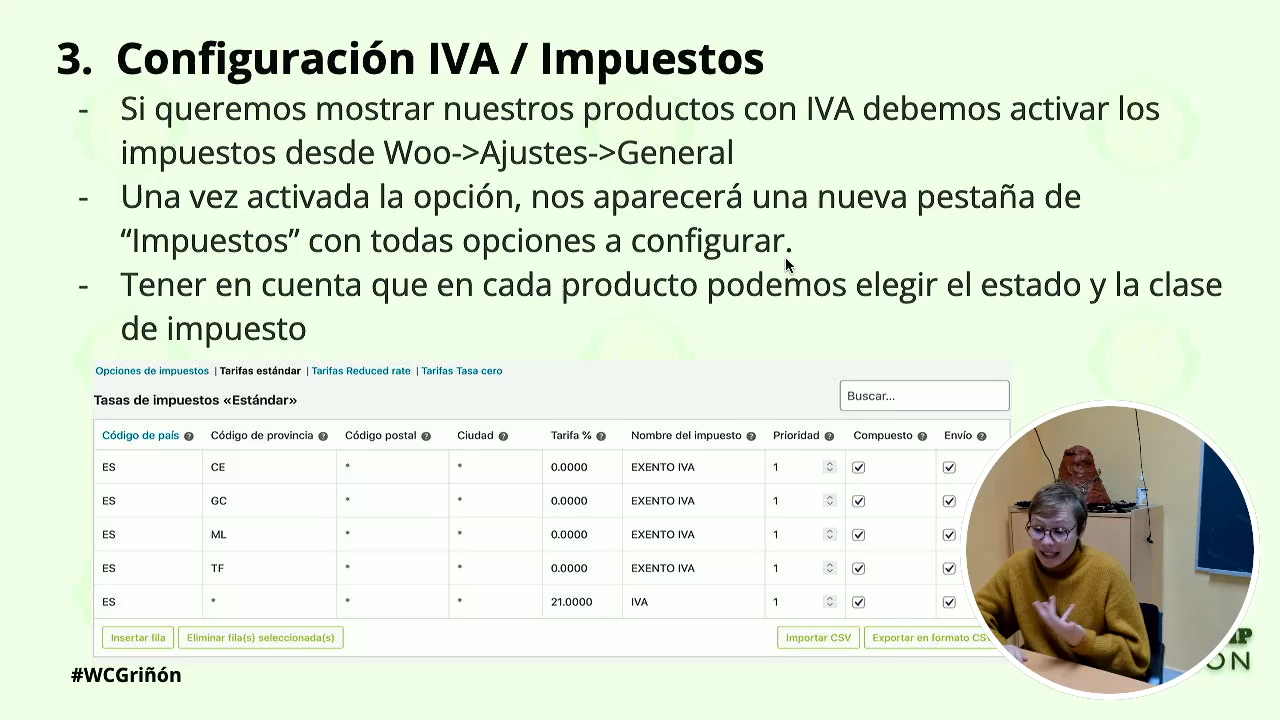 3. Configuración IVA / Impuestos
- Si queremos mostrar nuestros productos con IVA debemos activar los
impuestos desde Woo->Ajustes->General
- Una vez activada la opción, nos aparecerá una nueva pestaña de
“Impuestos” con todas opciones a configurar.
- Tener en cuenta que en cada producto podemos elegir el estado y la clase
de impuesto
Opciones de impuestos | Tarifas estándar | Tarifas Reduced rate | Tarifas Tasa cero
Tasas de impuestos «Estándar»
Buscar...
Código de país Código de provincia Código postal Ciudad Tarifa % Nombre del impuesto Prioridad Compuesto Envío
ES CE * * 0.0000 EXENTO IVA 1
ES GC * * 0.0000 EXENTO IVA 1
ES ML * * 0.0000 EXENTO IVA 1
ES TF * * 0.0000 EXENTO IVA 1
ES * * * 21.0000 IVA 1
Insertar fila Eliminar fila(s) seleccionada(s) Importar CSV Exportar en formato
#WCGriñón